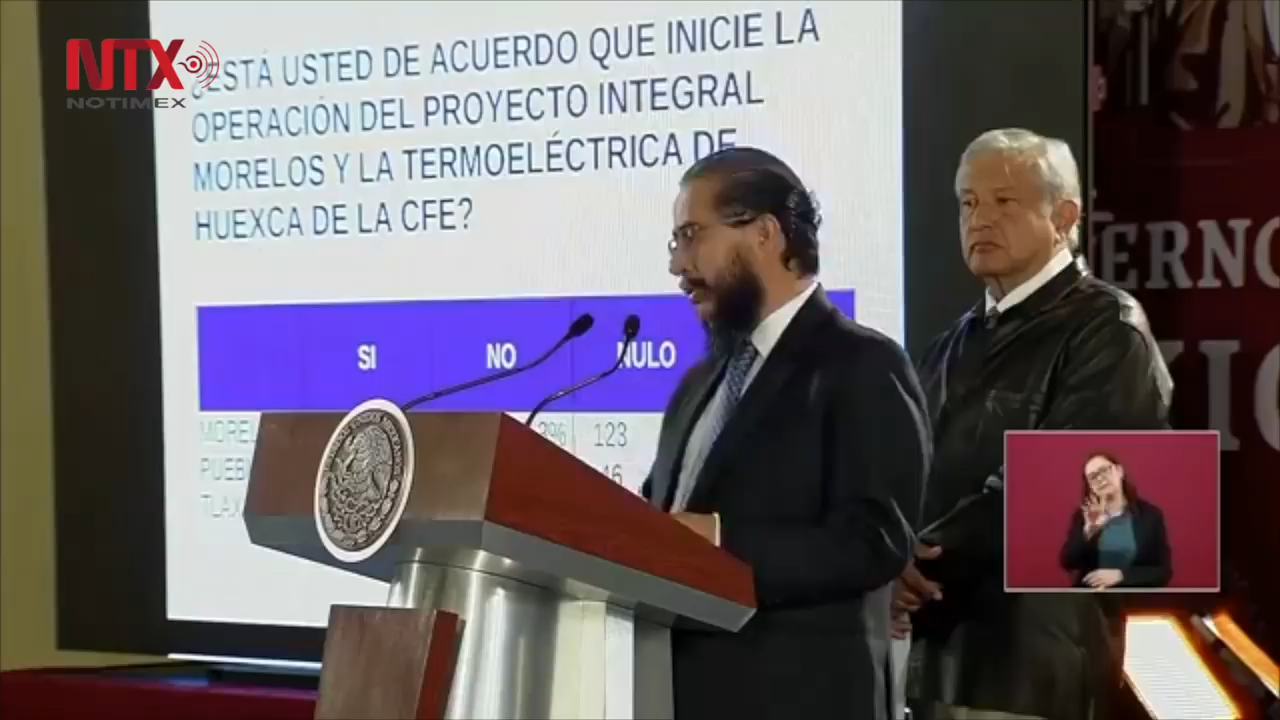 NTX
NOTIMEX
¿ESTÁ USTED DE ACUERDO QUE INICIE LA
OPERACIÓN DEL PROYECTO INTEGRAL
MORELOS Y LA TERMOELÉCTRICA DE
HUEXCA DE LA CFE?
SI NO NULO
123